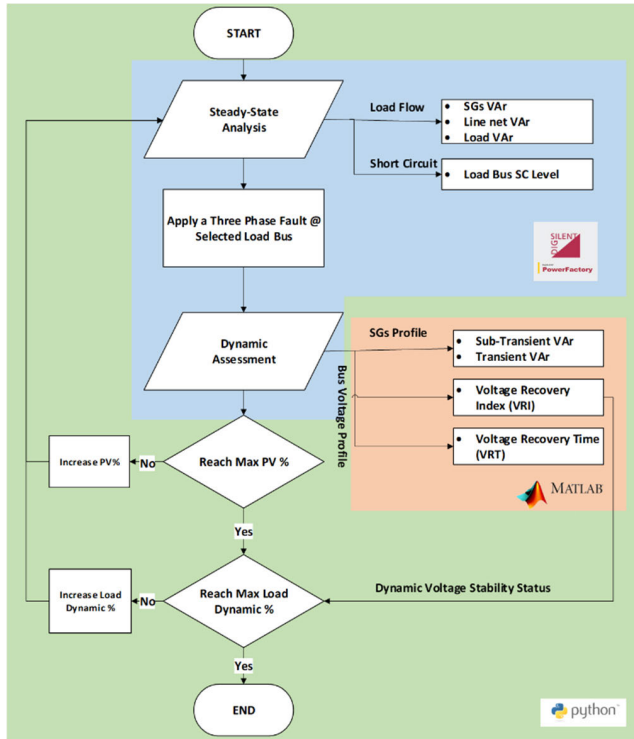 START
Steady-State
Analysis
Load Flow
• SGs VAr
• Line net VAr
• Load VAr
Short Circuit
• Load Bus SC Level
Apply a Three Phase Fault @
Selected Load Bus
DIG
SILENT
PowerFactory
Dynamic
Assessment
SGs Profile
• Sub-Transient VAr
• Transient VAr
Bus Voltage Profile
• Voltage Recovery
Index (VRI)
• Voltage Recovery Time
(VRT)
MATLAB
Increase PV%
No
Reach Max PV %
Yes
Increase Load
Dynamic %
No
Reach Max Load
Dynamic %
Dynamic Voltage Stability Status
Yes
END
python